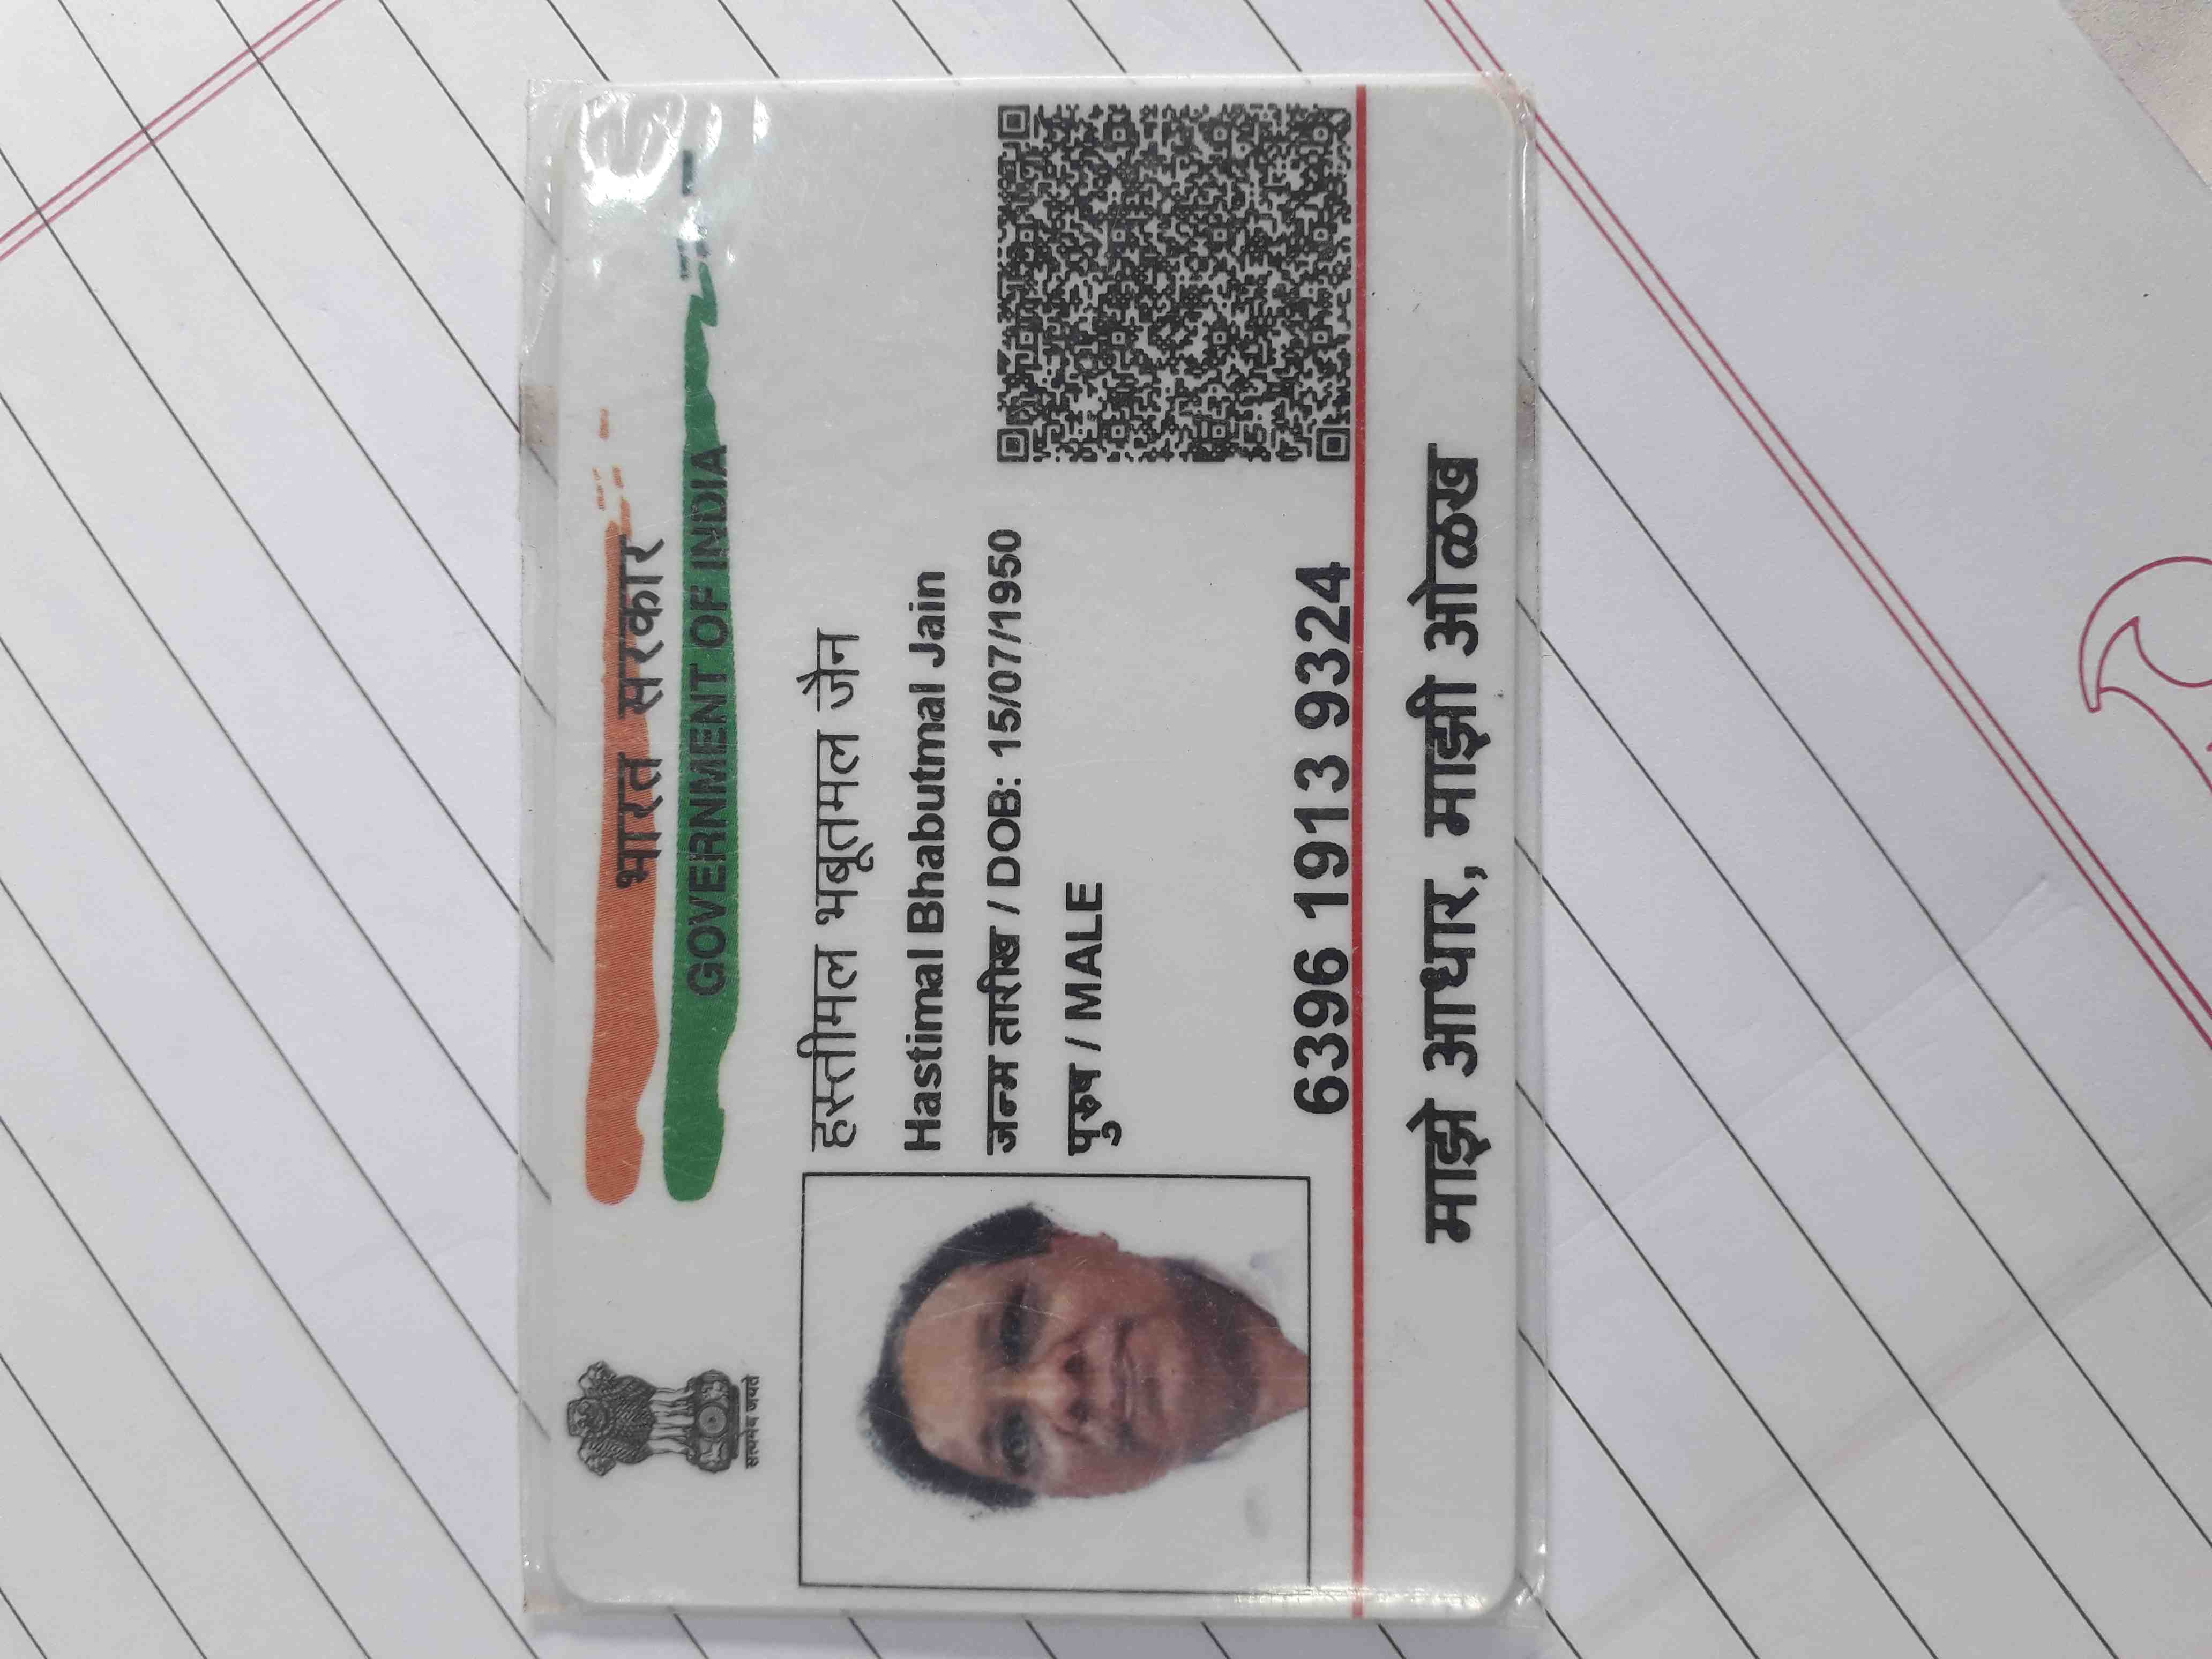 भारत सरकार
GOVERNMENT OF INDIA
सत्यमेव जयते
हस्तीमल भबूतमल जैन
Hastimal Bhabutmal Jain
जन्म तारीख / DOB: 15/07/1950
पुरुष / MALE
6396 1913 9324
माझे आधार, माझी ओळख